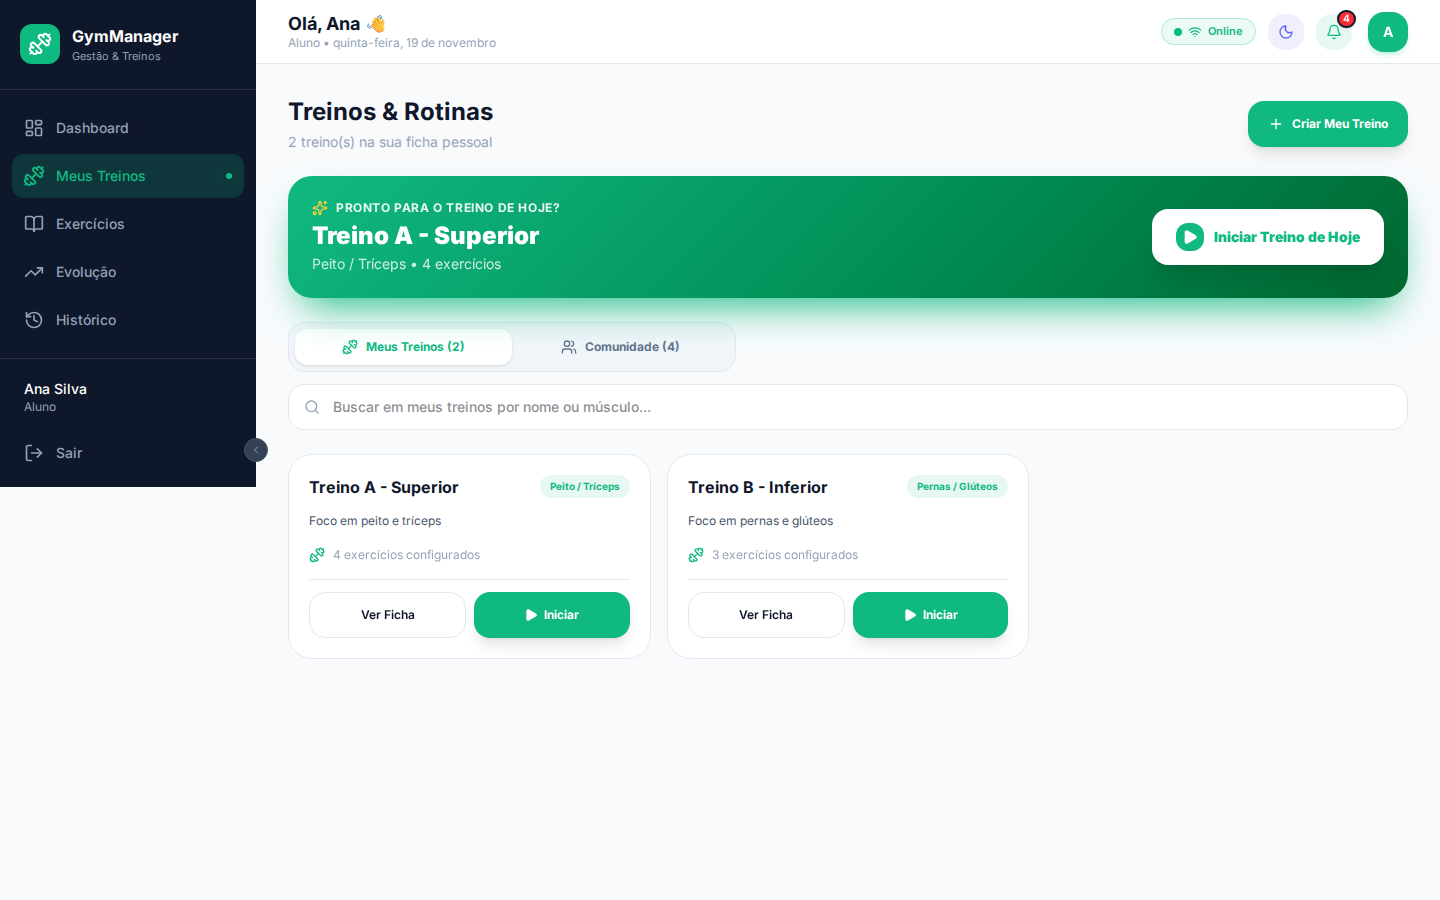 GymManager
Gestão & Treinos
Dashboard
Meus Treinos
Exercícios
Evolução
Histórico
Ana Silva
Aluno
Sair
Olá, Ana 👋
Aluno • quinta-feira, 19 de novembro
Online
4
A
Treinos & Rotinas
2 treino(s) na sua ficha pessoal
Criar Meu Treino
PRONTO PARA O TREINO DE HOJE?
Treino A - Superior
Peito / Tríceps • 4 exercícios
Iniciar Treino de Hoje
Meus Treinos (2)
Comunidade (4)
Buscar em meus treinos por nome ou músculo...
Treino A - Superior
Peito / Tríceps
Foco em peito e tríceps
4 exercícios configurados
Ver Ficha
Iniciar
Treino B - Inferior
Pernas / Glúteos
Foco em pernas e glúteos
3 exercícios configurados
Ver Ficha
Iniciar